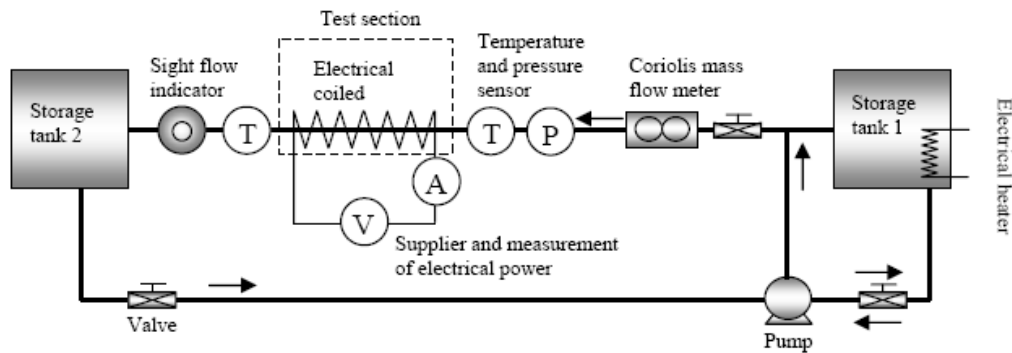 Test section
Sight flow
indicator
Electrical
coiled
Temperature
and pressure
sensor
Coriolis mass
flow meter
Storage
tank 2
Storage
tank 1
Electrical heater
T
T
P
A
V
Supplier and measurement
of electrical power
Valve
Pump